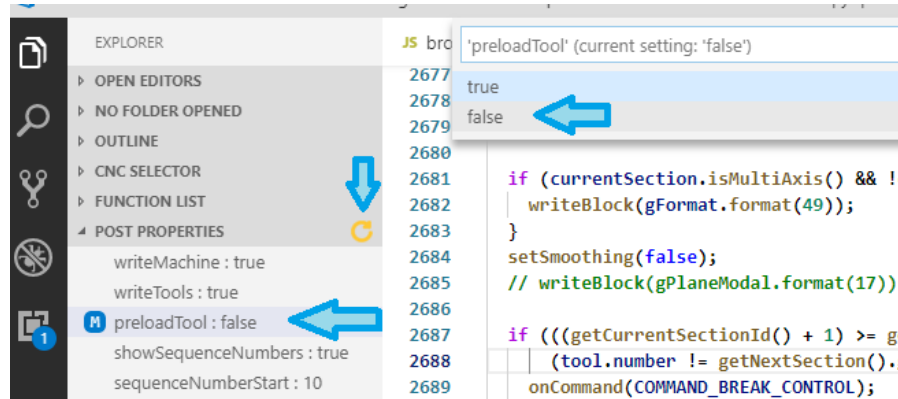 EXPLORER
OPEN EDITORS
NO FOLDER OPENED
OUTLINE
CNC SELECTOR
FUNCTION LIST
POST PROPERTIES
writeMachine : true
writeTools : true
M preloadTool : false
showSequenceNumbers : true
sequenceNumberStart : 10
1
JS bro
'preloadTool' (current setting: 'false')
true
false
2677
2678
2679
2680
2681 if (currentSection.isMultiAxis() && !
2682 writeBlock(gFormat.format(49));
2683 }
2684 setSmoothing(false);
2685 // writeBlock(gPlaneModal.format(17))
2686
2687 if (((getCurrentSectionId() + 1) >= g
2688 (tool.number != getNextSection().
2689 onCommand(COMMAND_BREAK_CONTROL);